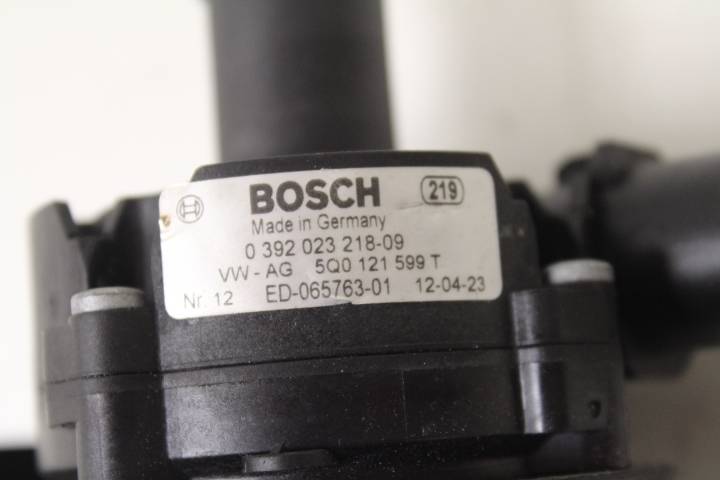 BOSCH 219
Made in Germany
0 392 023 218-09
VW - AG 5Q0 121 599 T
Nr. 12 ED-065763-01 12-04-23